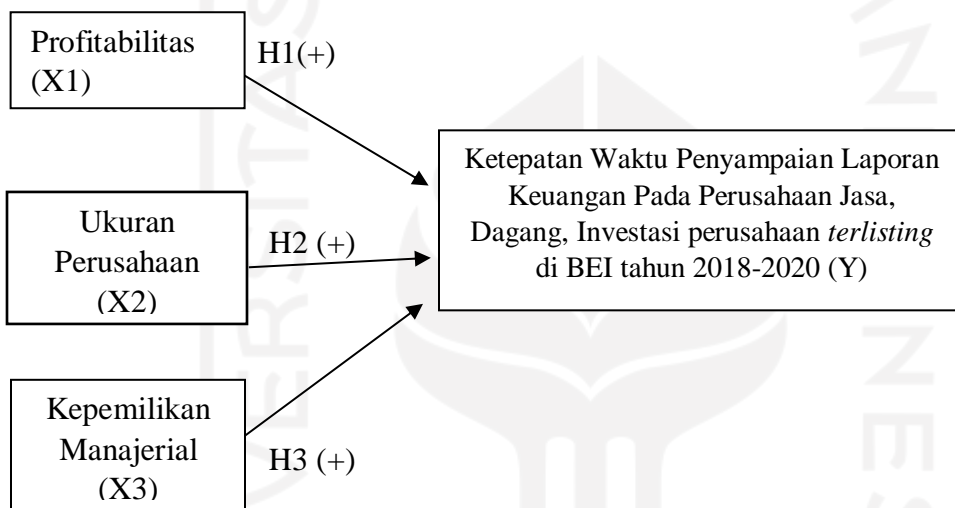 Profitabilitas
(X1)
H1(+)
Ketepatan Waktu Penyampaian Laporan
Keuangan Pada Perusahaan Jasa,
Dagang, Investasi perusahaan terlisting
di BEI tahun 2018-2020 (Y)
Ukuran
Perusahaan
(X2)
H2 (+)
Kepemilikan
Manajerial
(X3)
H3 (+)